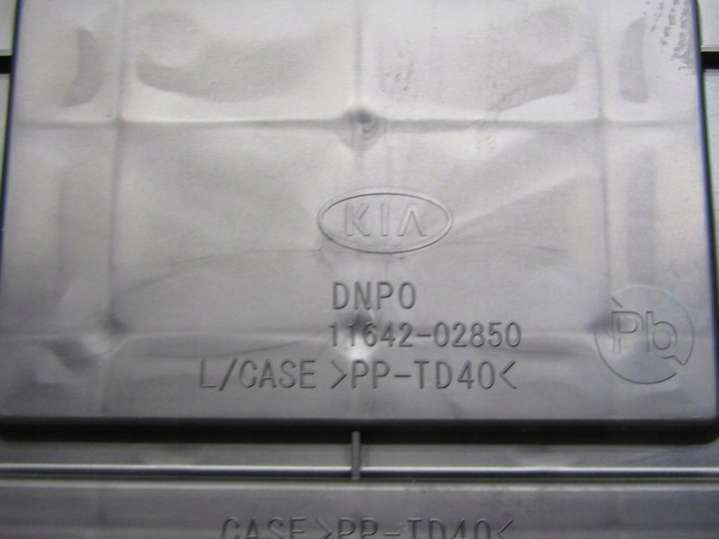 KIA
DNPO
11642-02850
Pb
L/CASE >PP-TD40<
CASE >PP-TD40<